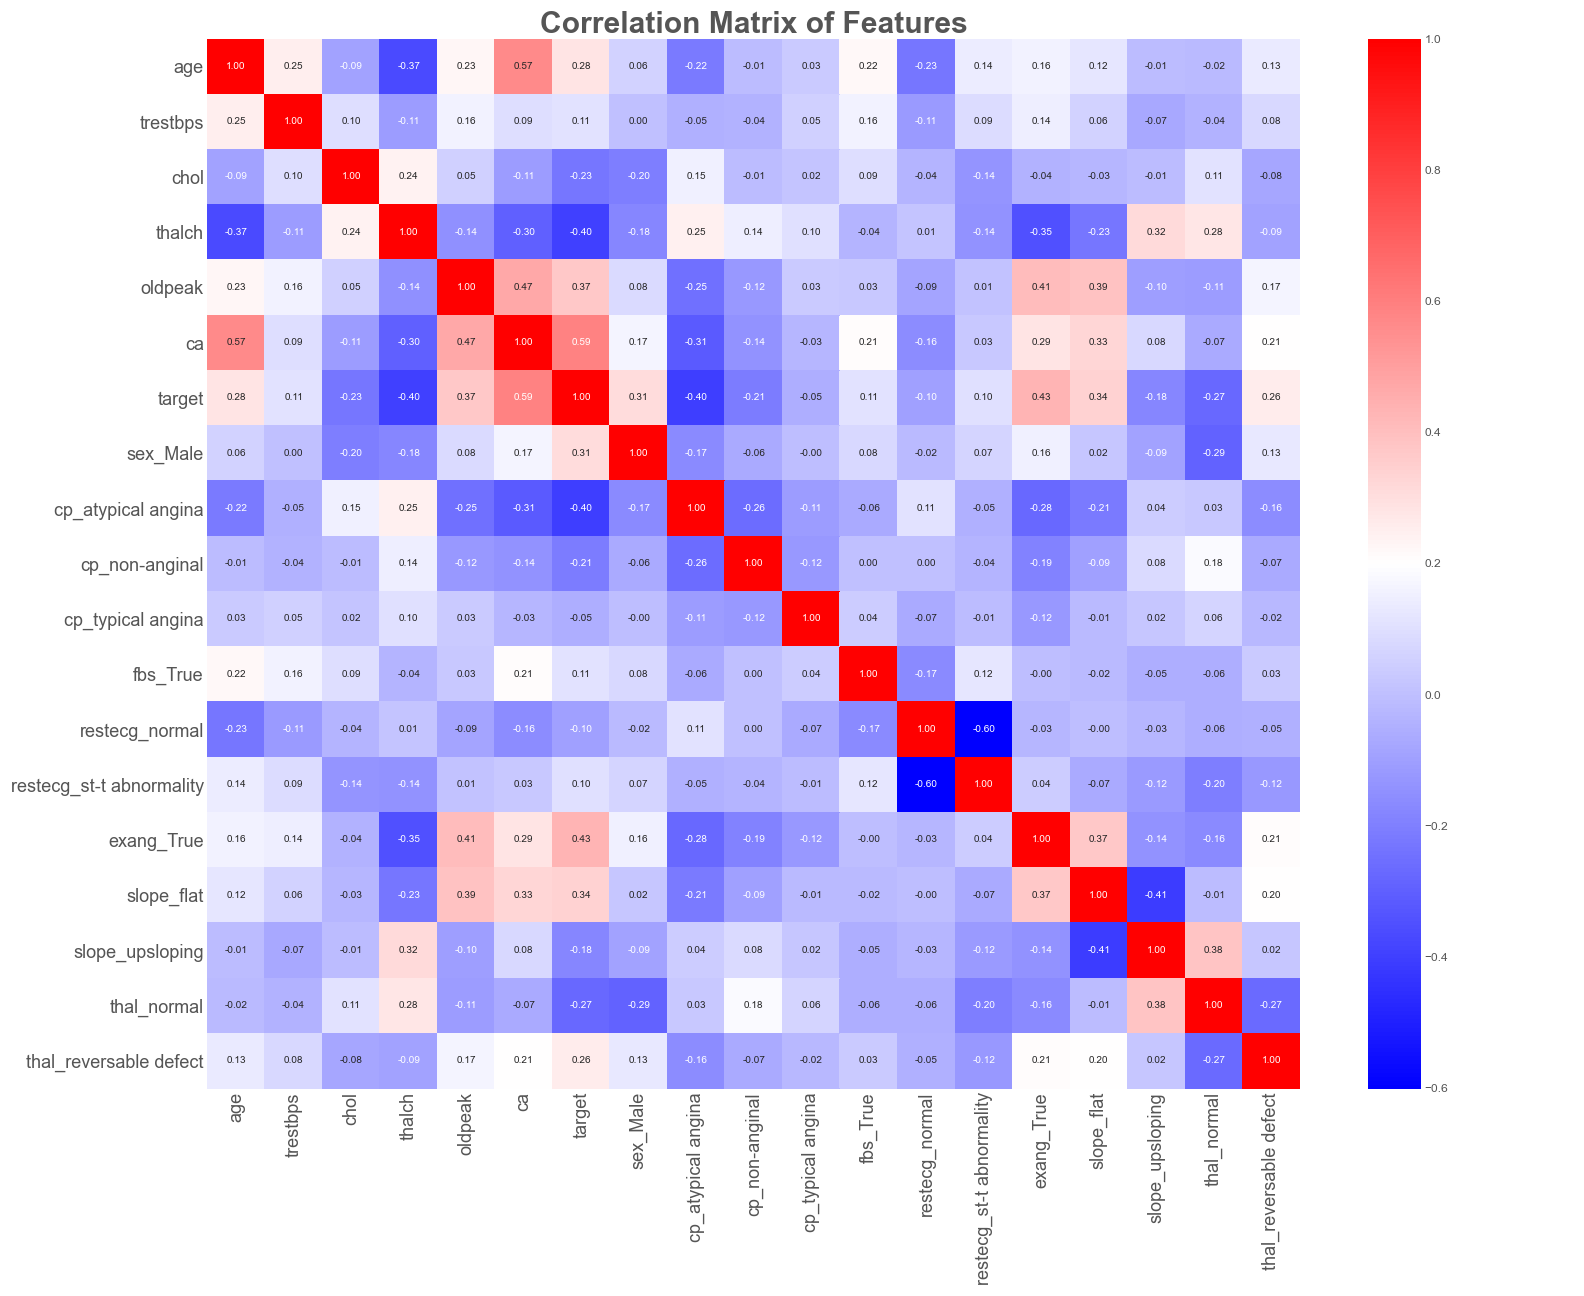 Correlation Matrix of Features
age 1.00 0.25 -0.09 -0.37 0.23 0.57 0.28 0.06 -0.22 -0.01 0.03 0.22 -0.23 0.14 0.16 0.12 -0.01 -0.02 0.13
trestbps 0.25 1.00 0.10 -0.11 0.16 0.09 0.11 0.00 -0.05 -0.04 0.05 0.16 -0.11 0.09 0.14 0.06 -0.07 -0.04 0.08
chol -0.09 0.10 1.00 0.24 0.05 -0.11 -0.23 -0.20 0.15 -0.01 0.02 0.09 -0.04 -0.14 -0.04 -0.03 -0.01 0.11 -0.08
thalch -0.37 -0.11 0.24 1.00 -0.14 -0.30 -0.40 -0.18 0.25 0.14 0.10 -0.04 0.01 -0.14 -0.35 -0.23 0.32 0.28 -0.09
oldpeak 0.23 0.16 0.05 -0.14 1.00 0.47 0.37 0.08 -0.25 -0.12 0.03 0.03 -0.09 0.01 0.41 0.39 -0.10 -0.11 0.17
ca 0.57 0.09 -0.11 -0.30 0.47 1.00 0.59 0.17 -0.31 -0.14 -0.03 0.21 -0.16 0.03 0.29 0.33 0.08 -0.07 0.21
target 0.28 0.11 -0.23 -0.40 0.37 0.59 1.00 0.31 -0.40 -0.21 -0.05 0.11 -0.10 0.10 0.43 0.34 -0.18 -0.27 0.26
sex_Male 0.06 0.00 -0.20 -0.18 0.08 0.17 0.31 1.00 -0.17 -0.06 -0.00 0.08 -0.02 0.07 0.16 0.02 -0.09 -0.29 0.13
cp_atypical angina -0.22 -0.05 0.15 0.25 -0.25 -0.31 -0.40 -0.17 1.00 -0.26 -0.11 -0.06 0.11 -0.05 -0.28 -0.21 0.04 0.03 -0.16
cp_non-anginal -0.01 -0.04 -0.01 0.14 -0.12 -0.14 -0.21 -0.06 -0.26 1.00 -0.12 0.00 0.00 -0.04 -0.19 -0.09 0.08 0.18 -0.07
cp_typical angina 0.03 0.05 0.02 0.10 0.03 -0.03 -0.05 -0.00 -0.11 -0.12 1.00 0.04 -0.07 -0.01 -0.12 -0.01 0.02 0.06 -0.02
fbs_True 0.22 0.16 0.09 -0.04 0.03 0.21 0.11 0.08 -0.06 0.00 0.04 1.00 -0.17 0.12 -0.00 -0.02 -0.05 -0.06 0.03
restecg_normal -0.23 -0.11 -0.04 0.01 -0.09 -0.16 -0.10 -0.02 0.11 0.00 -0.07 -0.17 1.00 -0.60 -0.03 -0.00 -0.03 -0.06 -0.05
restecg_st-t abnormality 0.14 0.09 -0.14 -0.14 0.01 0.03 0.10 0.07 -0.05 -0.04 -0.01 0.12 -0.60 1.00 0.04 -0.07 -0.12 -0.20 -0.12
exang_True 0.16 0.14 -0.04 -0.35 0.41 0.29 0.43 0.16 -0.28 -0.19 -0.12 -0.00 -0.03 0.04 1.00 0.37 -0.14 -0.16 0.21
slope_flat 0.12 0.06 -0.03 -0.23 0.39 0.33 0.34 0.02 -0.21 -0.09 -0.01 -0.02 -0.00 -0.07 0.37 1.00 -0.41 -0.01 0.20
slope_upsloping -0.01 -0.07 -0.01 0.32 -0.10 0.08 -0.18 -0.09 0.04 0.08 0.02 -0.05 -0.03 -0.12 -0.14 -0.41 1.00 0.38 0.02
thal_normal -0.02 -0.04 0.11 0.28 -0.11 -0.07 -0.27 -0.29 0.03 0.18 0.06 -0.06 -0.06 -0.20 -0.16 -0.01 0.38 1.00 -0.27
thal_reversable defect 0.13 0.08 -0.08 -0.09 0.17 0.21 0.26 0.13 -0.16 -0.07 -0.02 0.03 -0.05 -0.12 0.21 0.20 0.02 -0.27 1.00
age
trestbps
chol
thalch
oldpeak
ca
target
sex_Male
cp_atypical angina
cp_non-anginal
cp_typical angina
fbs_True
restecg_normal
restecg_st-t abnormality
exang_True
slope_flat
slope_upsloping
thal_normal
thal_reversable defect
1.0
0.8
0.6
0.4
0.2
0.0
−0.2
−0.4
−0.6